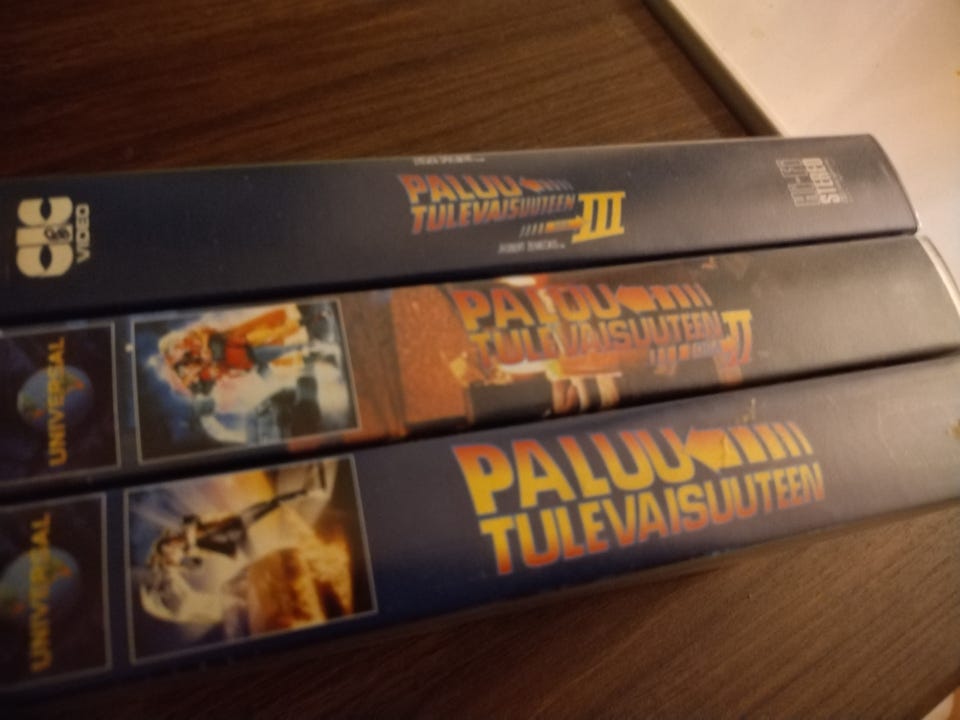 CIC
VIDEO
PALUU
TULEVAISUUTEEN
III
HI-FI
STEREO
UNIVERSAL
PALUU
TULEVAISUUTEEN
II
UNIVERSAL
PALUU
TULEVAISUUTEEN